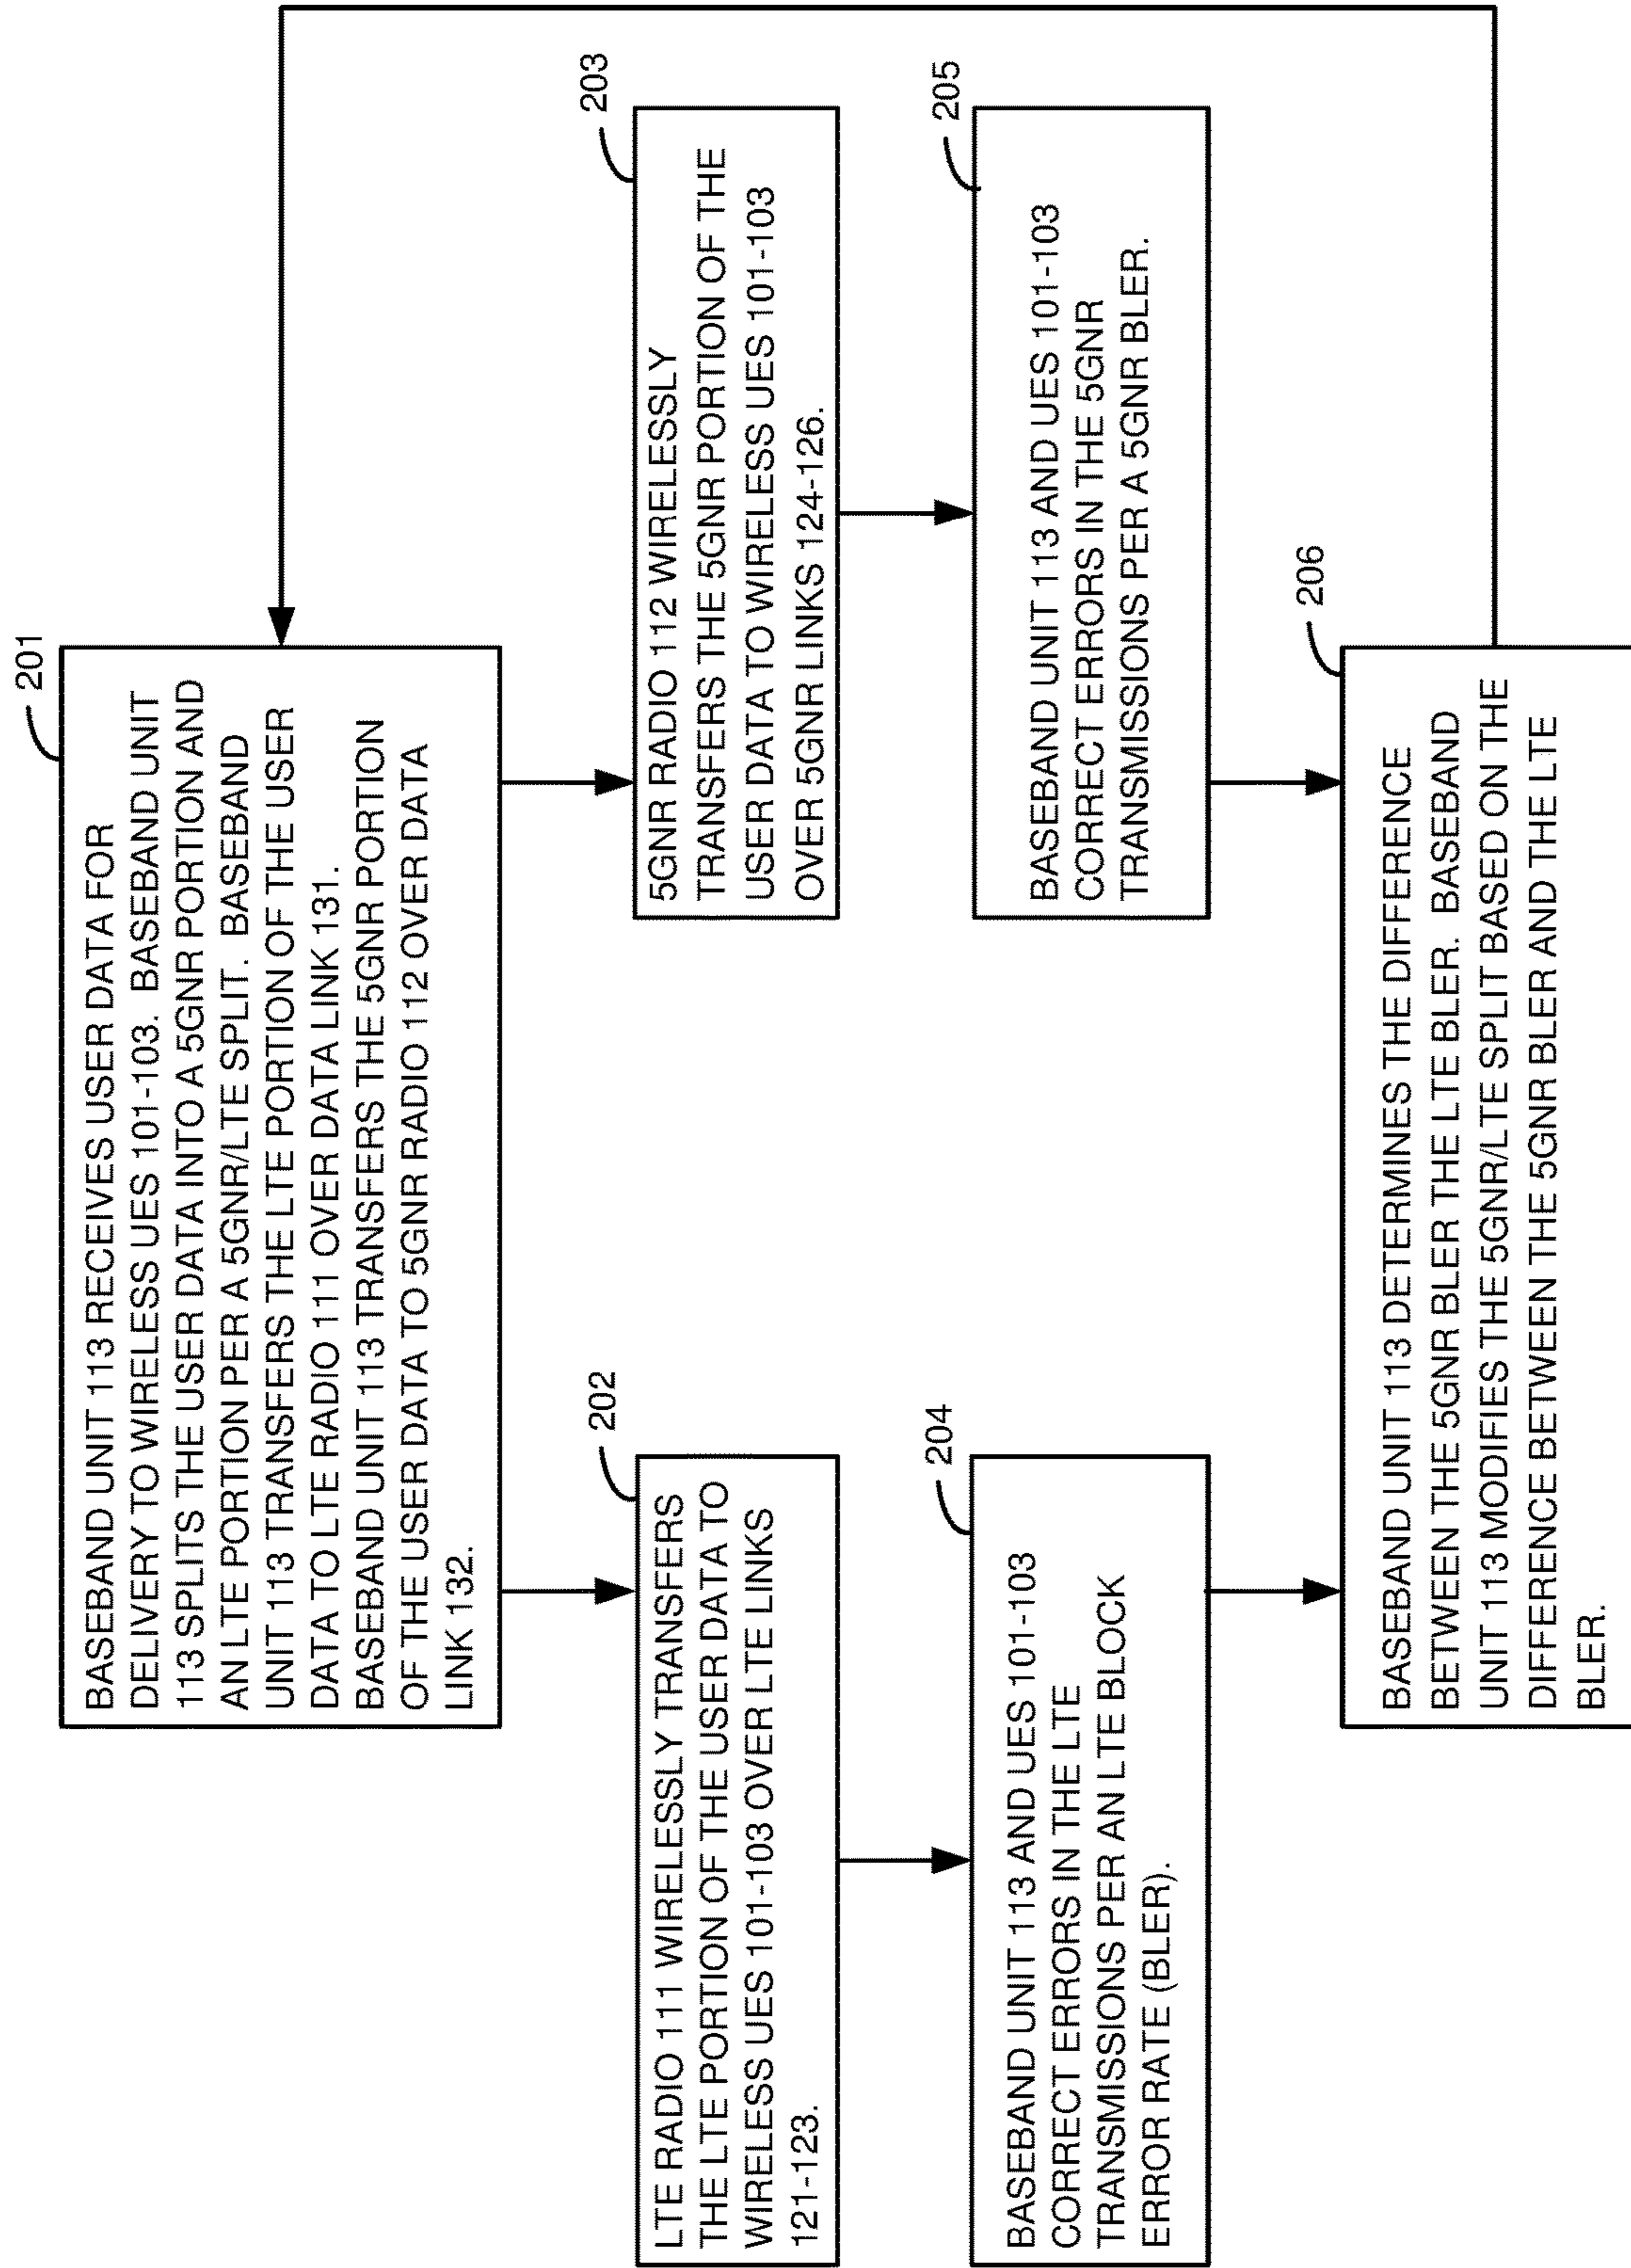 201
BASEBAND UNIT 113 RECEIVES USER DATA FOR
DELIVERY TO WIRELESS UES 101-103. BASEBAND UNIT
113 SPLITS THE USER DATA INTO A 5GNR PORTION AND
AN LTE PORTION PER A 5GNR/LTE SPLIT. BASEBAND
UNIT 113 TRANSFERS THE LTE PORTION OF THE USER
DATA TO LTE RADIO 111 OVER DATA LINK 131.
BASEBAND UNIT 113 TRANSFERS THE 5GNR PORTION
OF THE USER DATA TO 5GNR RADIO 112 OVER DATA
LINK 132.
202
LTE RADIO 111 WIRELESSLY TRANSFERS
THE LTE PORTION OF THE USER DATA TO
WIRELESS UES 101-103 OVER LTE LINKS
121-123.
203
5GNR RADIO 112 WIRELESSLY
TRANSFERS THE 5GNR PORTION OF THE
USER DATA TO WIRELESS UES 101-103
OVER 5GNR LINKS 124-126.
204
BASEBAND UNIT 113 AND UES 101-103
CORRECT ERRORS IN THE LTE
TRANSMISSIONS PER AN LTE BLOCK
ERROR RATE (BLER).
205
BASEBAND UNIT 113 AND UES 101-103
CORRECT ERRORS IN THE 5GNR
TRANSMISSIONS PER A 5GNR BLER.
206
BASEBAND UNIT 113 DETERMINES THE DIFFERENCE
BETWEEN THE 5GNR BLER THE LTE BLER. BASEBAND
UNIT 113 MODIFIES THE 5GNR/LTE SPLIT BASED ON THE
DIFFERENCE BETWEEN THE 5GNR BLER AND THE LTE
BLER.